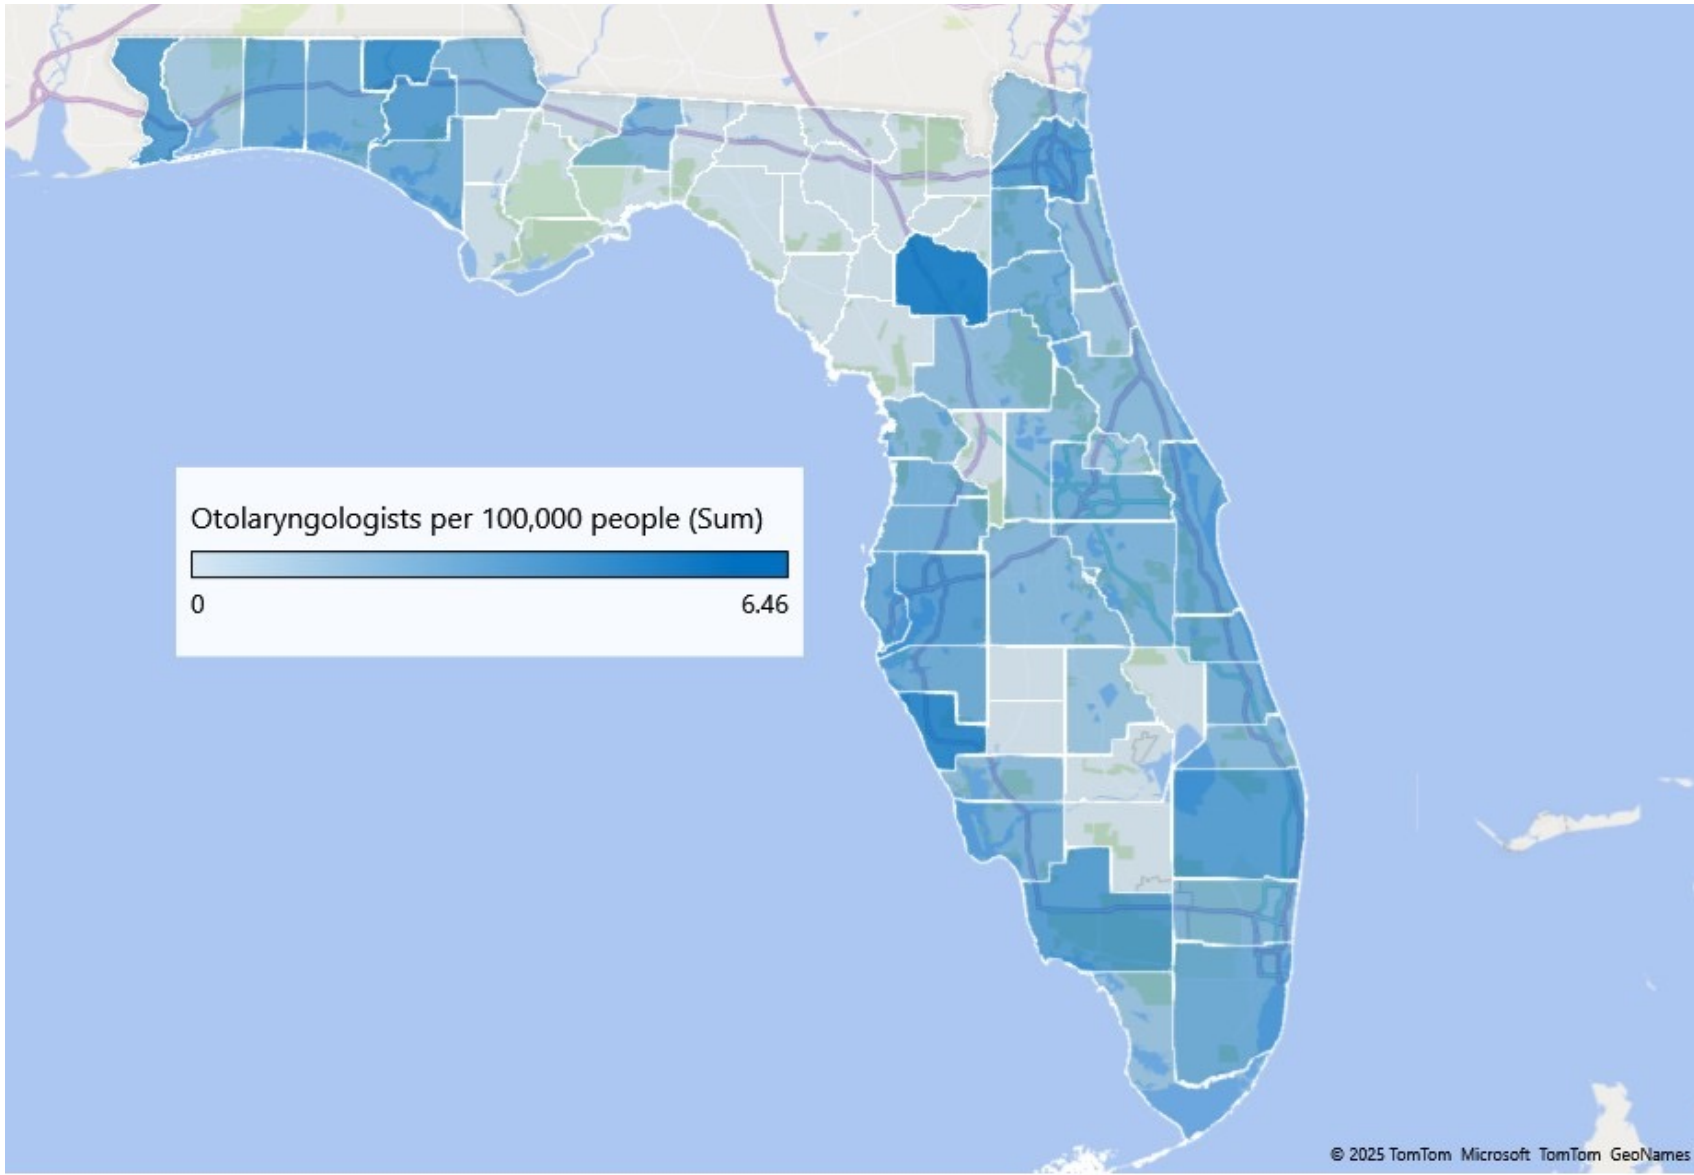 Otolaryngologists per 100,000 people (Sum)
0 6.46
© 2025 TomTom Microsoft TomTom GeoNames